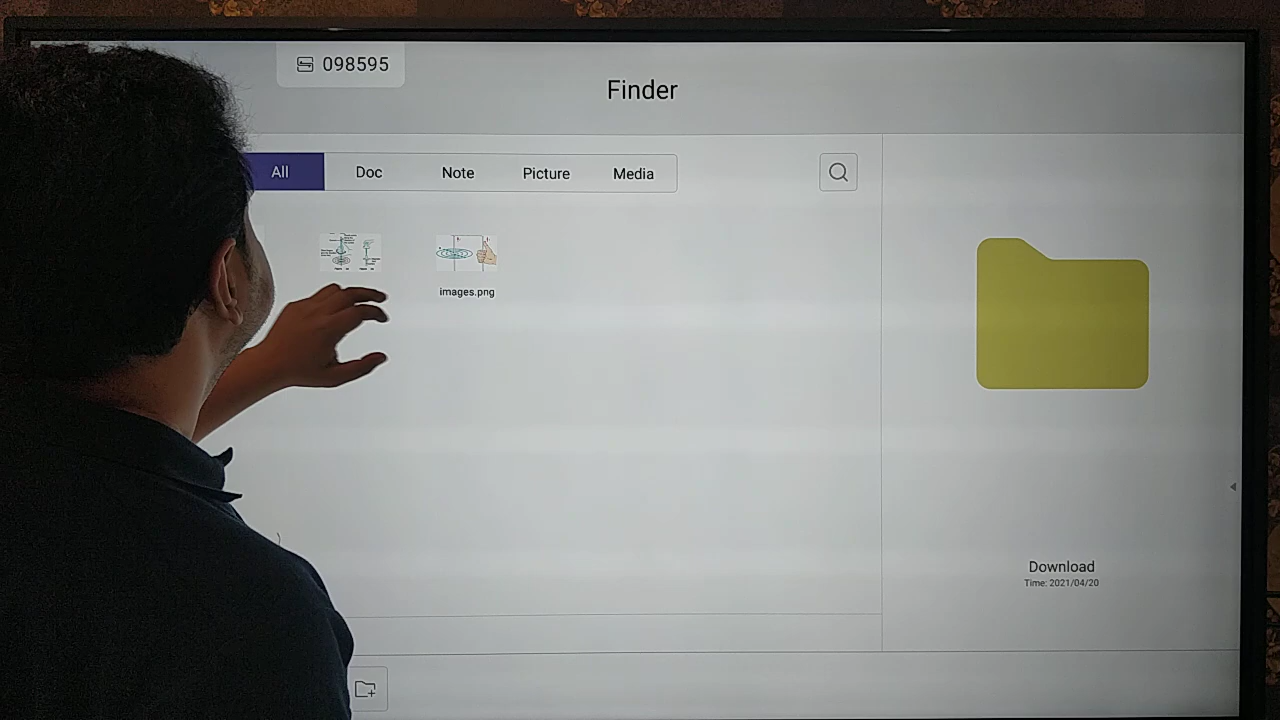 098595
Finder
All Doc Note Picture Media
images.png
Download
Time: 2021/04/20